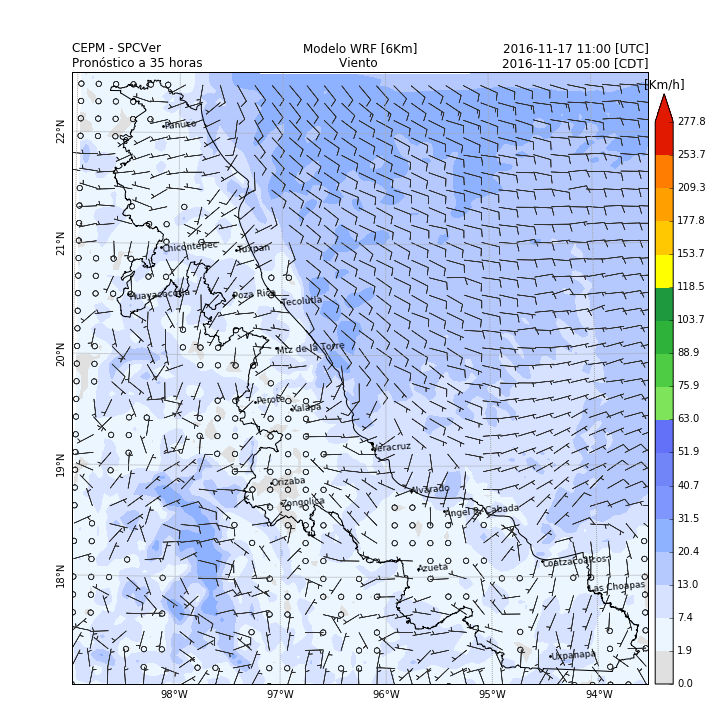 CEPM - SPCVer Modelo WRF [6Km] 2016-11-17 11:00 [UTC]
Pronóstico a 35 horas Viento 2016-11-17 05:00 [CDT]
[Km/h]
277.8
253.7
209.3
177.8
153.7
118.5
103.7
88.9
75.9
63.0
51.9
40.7
31.5
20.4
13.0
7.4
1.9
0.0
22°N
21°N
20°N
19°N
18°N
Panuco
Chicontepec Tuxpan
Huayacocotla Poza Rica Tecolutla
Mtz de la Torre
Perote Xalapa
Veracruz
Orizaba
Alvarado
Zongolica
Angel R. Cabada
Azueta Coatzacoalcos
Las Choapas
Uxpanapa
98°W 97°W 96°W 95°W 94°W